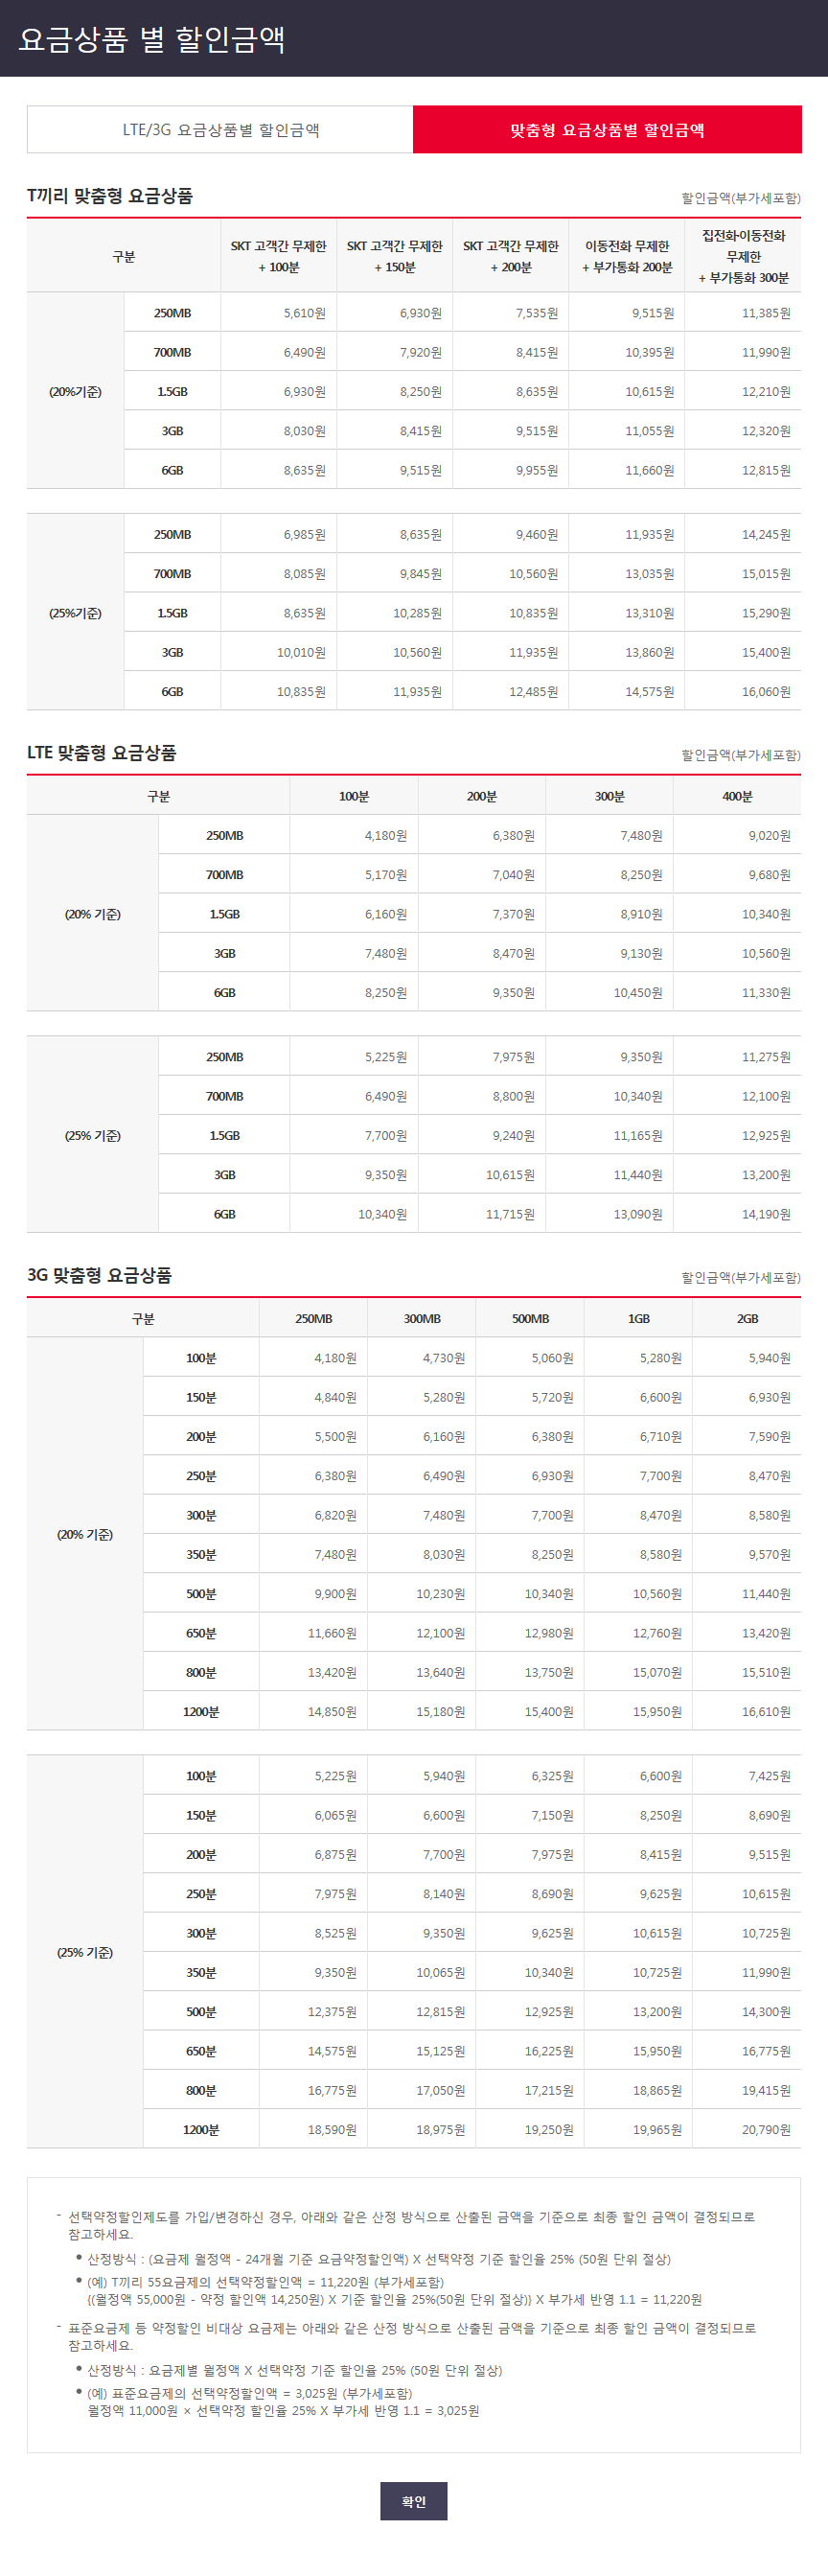 요금상품 별 할인금액
LTE/3G 요금상품별 할인금액 맞춤형 요금상품별 할인금액
T끼리 맞춤형 요금상품 할인금액(부가세포함)
구분 SKT 고객간 무제한 + 100분 SKT 고객간 무제한 + 150분 SKT 고객간 무제한 + 200분 이동전화 무제한 + 부가통화 200분 집전화·이동전화 무제한 + 부가통화 300분
(20%기준)
250MB 5,610원 6,930원 7,535원 9,515원 11,385원
700MB 6,490원 7,920원 8,415원 10,395원 11,990원
1.5GB 6,930원 8,250원 8,635원 10,615원 12,210원
3GB 8,030원 8,415원 9,515원 11,055원 12,320원
6GB 8,635원 9,515원 9,955원 11,660원 12,815원
(25%기준)
250MB 6,985원 8,635원 9,460원 11,935원 14,245원
700MB 8,085원 9,845원 10,560원 13,035원 15,015원
1.5GB 8,635원 10,285원 10,835원 13,310원 15,290원
3GB 10,010원 10,560원 11,935원 13,860원 15,400원
6GB 10,835원 11,935원 12,485원 14,575원 16,060원
LTE 맞춤형 요금상품 할인금액(부가세포함)
구분 100분 200분 300분 400분
(20% 기준)
250MB 4,180원 6,380원 7,480원 9,020원
700MB 5,170원 7,040원 8,250원 9,680원
1.5GB 6,160원 7,370원 8,910원 10,340원
3GB 7,480원 8,470원 9,130원 10,560원
6GB 8,250원 9,350원 10,450원 11,330원
(25% 기준)
250MB 5,225원 7,975원 9,350원 11,275원
700MB 6,490원 8,800원 10,340원 12,100원
1.5GB 7,700원 9,240원 11,165원 12,925원
3GB 9,350원 10,615원 11,440원 13,200원
6GB 10,340원 11,715원 13,090원 14,190원
3G 맞춤형 요금상품 할인금액(부가세포함)
구분 250MB 300MB 500MB 1GB 2GB
(20% 기준)
100분 4,180원 4,730원 5,060원 5,280원 5,940원
150분 4,840원 5,280원 5,720원 6,600원 6,930원
200분 5,500원 6,160원 6,380원 6,710원 7,590원
250분 6,380원 6,490원 6,930원 7,700원 8,470원
300분 6,820원 7,480원 7,700원 8,470원 8,580원
350분 7,480원 8,030원 8,250원 8,580원 9,570원
500분 9,900원 10,230원 10,340원 10,560원 11,440원
650분 11,660원 12,100원 12,980원 12,760원 13,420원
800분 13,420원 13,640원 13,750원 15,070원 15,510원
1200분 14,850원 15,180원 15,400원 15,950원 16,610원
(25% 기준)
100분 5,225원 5,940원 6,325원 6,600원 7,425원
150분 6,065원 6,600원 7,150원 8,250원 8,690원
200분 6,875원 7,700원 7,975원 8,415원 9,515원
250분 7,975원 8,140원 8,690원 9,625원 10,615원
300분 8,525원 9,350원 9,625원 10,615원 10,725원
350분 9,350원 10,065원 10,340원 10,725원 11,990원
500분 12,375원 12,815원 12,925원 13,200원 14,300원
650분 14,575원 15,125원 16,225원 15,950원 16,775원
800분 16,775원 17,050원 17,215원 18,865원 19,415원
1200분 18,590원 18,975원 19,250원 19,965원 20,790원
- 선택약정할인제도를 가입/변경하신 경우, 아래와 같은 산정 방식으로 산출된 금액을 기준으로 최종 할인 금액이 결정되므로
참고하세요.
• 산정방식 : (요금제 월정액 - 24개월 기준 요금약정할인액) X 선택약정 기준 할인율 25% (50원 단위 절상)
• (예) T끼리 55요금제의 선택약정할인액 = 11,220원 (부가세포함)
{(월정액 55,000원 - 약정 할인액 14,250원) X 기준 할인율 25%(50원 단위 절상)} X 부가세 반영 1.1 = 11,220원
- 표준요금제 등 약정할인 비대상 요금제는 아래와 같은 산정 방식으로 산출된 금액을 기준으로 최종 할인 금액이 결정되므로
참고하세요.
• 산정방식 : 요금제별 월정액 X 선택약정 기준 할인율 25% (50원 단위 절상)
• (예) 표준요금제의 선택약정할인액 = 3,025원 (부가세포함)
월정액 11,000원 × 선택약정 할인율 25% X 부가세 반영 1.1 = 3,025원
확인